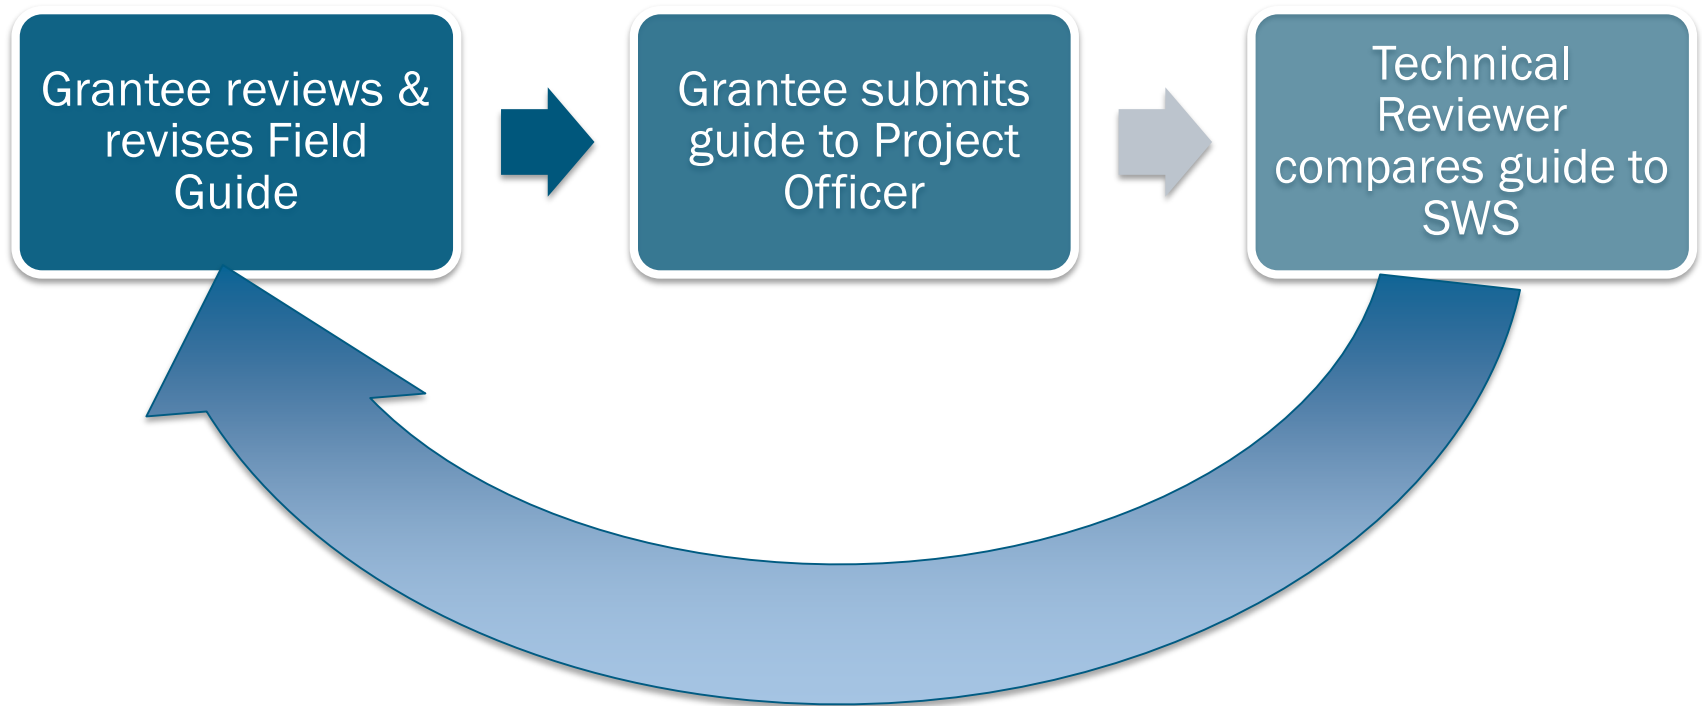 Grantee reviews &
revises Field
Guide
Grantee submits
guide to Project
Officer
Technical
Reviewer
compares guide to
SWS